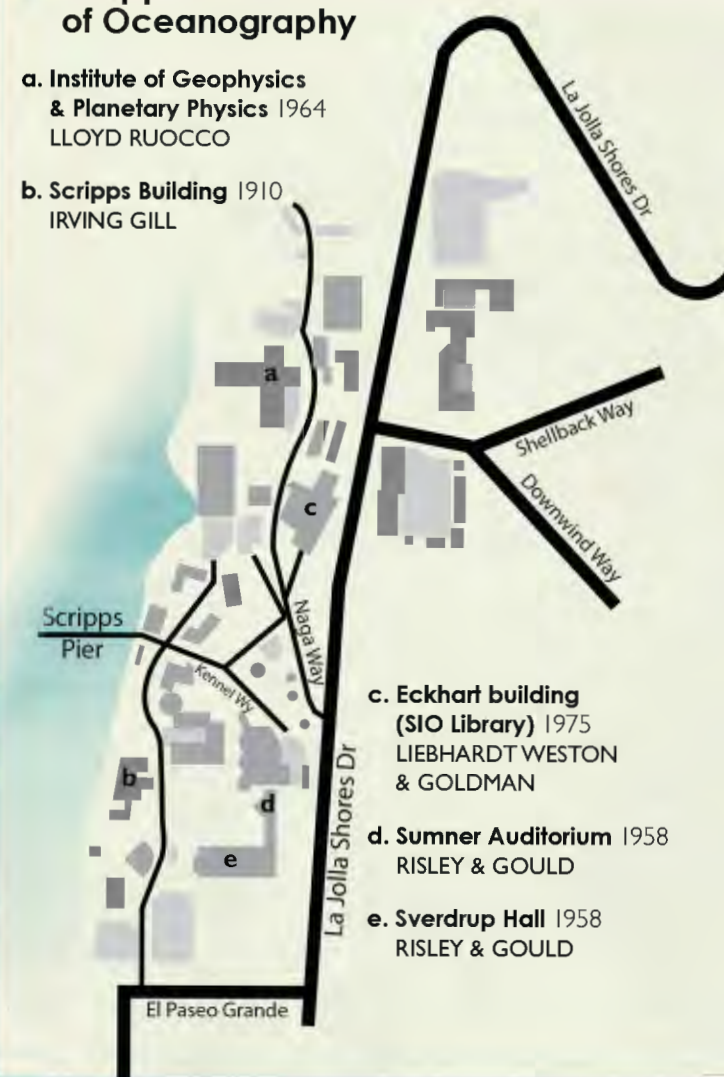 of Oceanography
a. Institute of Geophysics
& Planetary Physics 1964
LLOYD RUOCCO
b. Scripps Building 1910
IRVING GILL
La Jolla Shores Dr
a
Shellback Way
c
Downwind Way
Scripps
Pier
Naga Way
Kennel Wy
c. Eckhart building
(SIO Library) 1975
LIEBHARDT WESTON
& GOLDMAN
b
La Jolla Shores Dr
d
d. Sumner Auditorium 1958
RISLEY & GOULD
e
e. Sverdrup Hall 1958
RISLEY & GOULD
El Paseo Grande